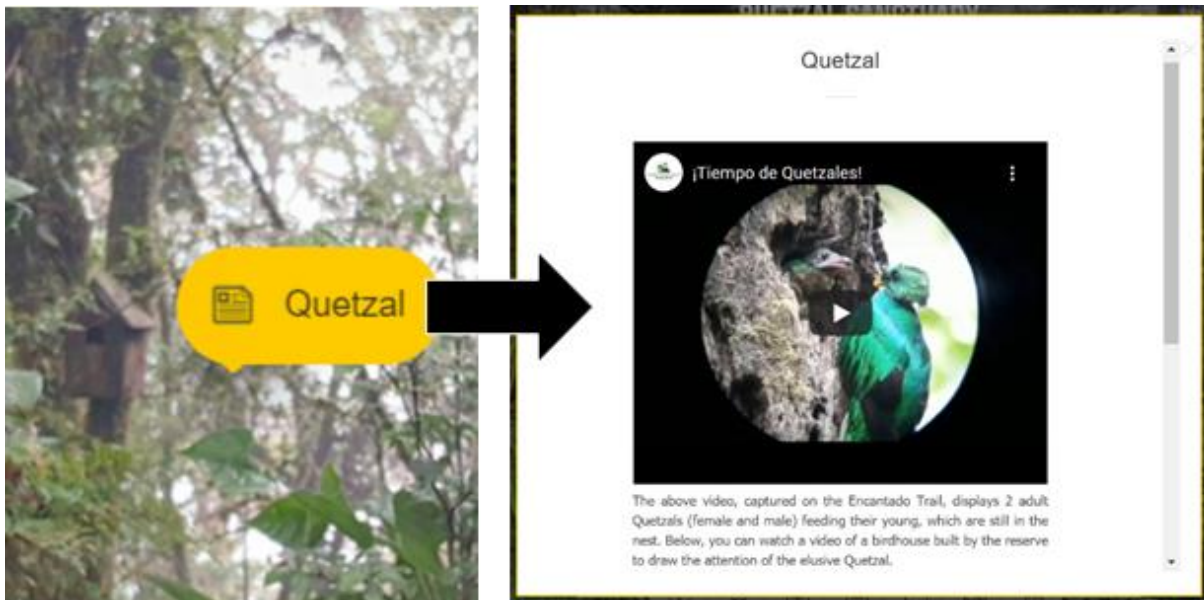 Quetzal
QUETZAL SANCTUARY
Quetzal
¡Tiempo de Quetzales!
The above video, captured on the Encantado Trail, displays 2 adult
Quetzals (female and male) feeding their young, which are still in the
nest. Below, you can watch a video of a birdhouse built by the reserve
to draw the attention of the elusive Quetzal.